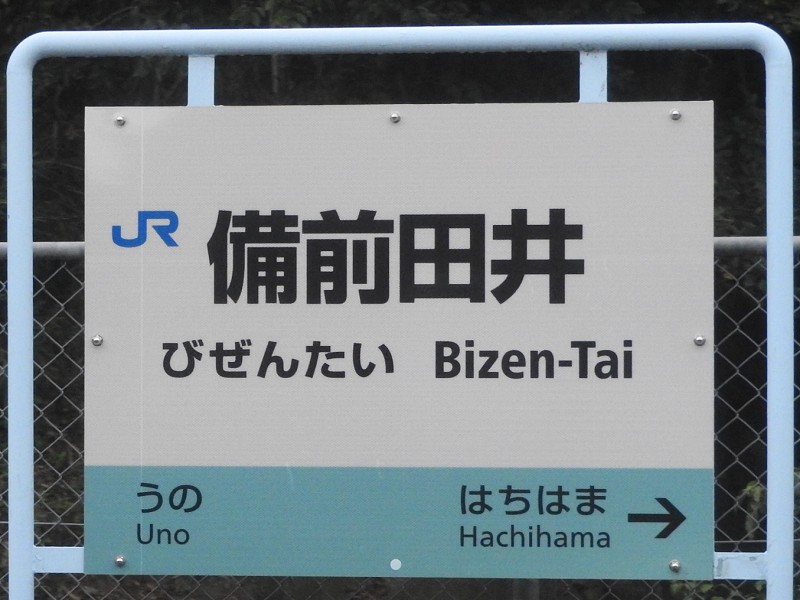 JR 備前田井
びぜんたい Bizen-Tai
うの はちはま →
Uno Hachihama